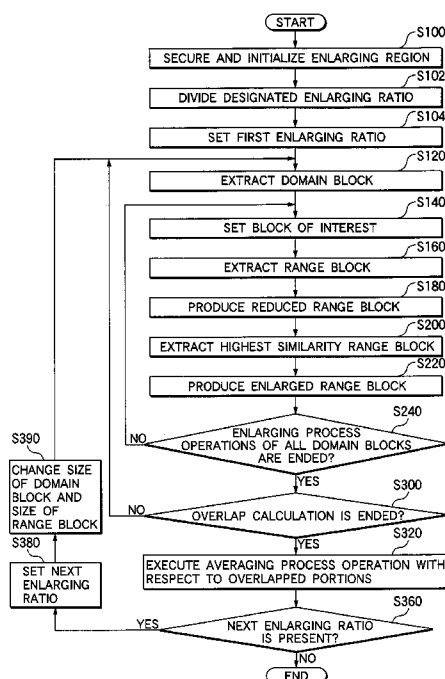 START
S100
SECURE AND INITIALIZE ENLARGING REGION
S102
DIVIDE DESIGNATED ENLARGING RATIO
S104
SET FIRST ENLARGING RATIO
S120
EXTRACT DOMAIN BLOCK
S140
SET BLOCK OF INTEREST
S160
EXTRACT RANGE BLOCK
S180
PRODUCE REDUCED RANGE BLOCK
S200
EXTRACT HIGHEST SIMILARITY RANGE BLOCK
S220
PRODUCE ENLARGED RANGE BLOCK
S240
ENLARGING PROCESS
OPERATIONS OF ALL DOMAIN BLOCKS
ARE ENDED?
NO
YES
S300
OVERLAP CALCULATION IS ENDED?
NO
YES
S320
EXECUTE AVERAGING PROCESS OPERATION WITH
RESPECT TO OVERLAPPED PORTIONS
S360
NEXT ENLARGING RATIO
IS PRESENT?
YES
NO
S380
SET NEXT
ENLARGING
RATIO
S390
CHANGE SIZE
OF DOMAIN
BLOCK AND
SIZE OF
RANGE BLOCK
END